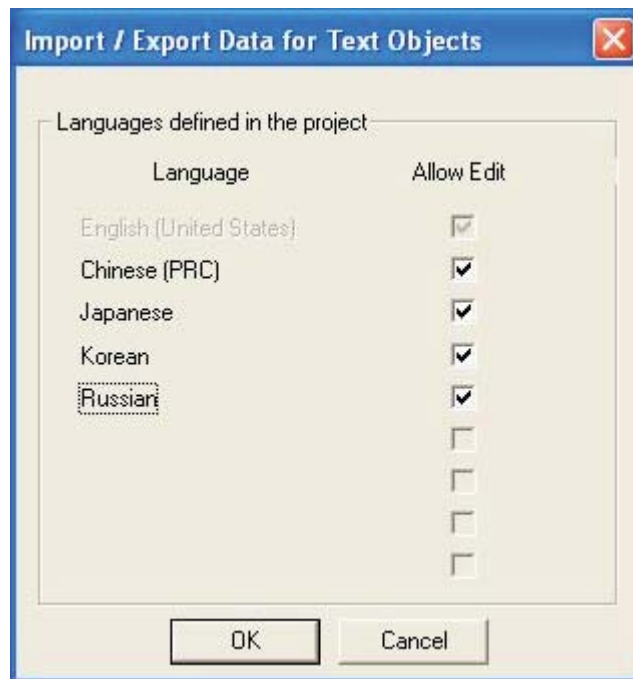 Import / Export Data for Text Objects
Languages defined in the project
Language Allow Edit
English (United States)
Chinese (PRC)
Japanese
Korean
Russian
OK Cancel